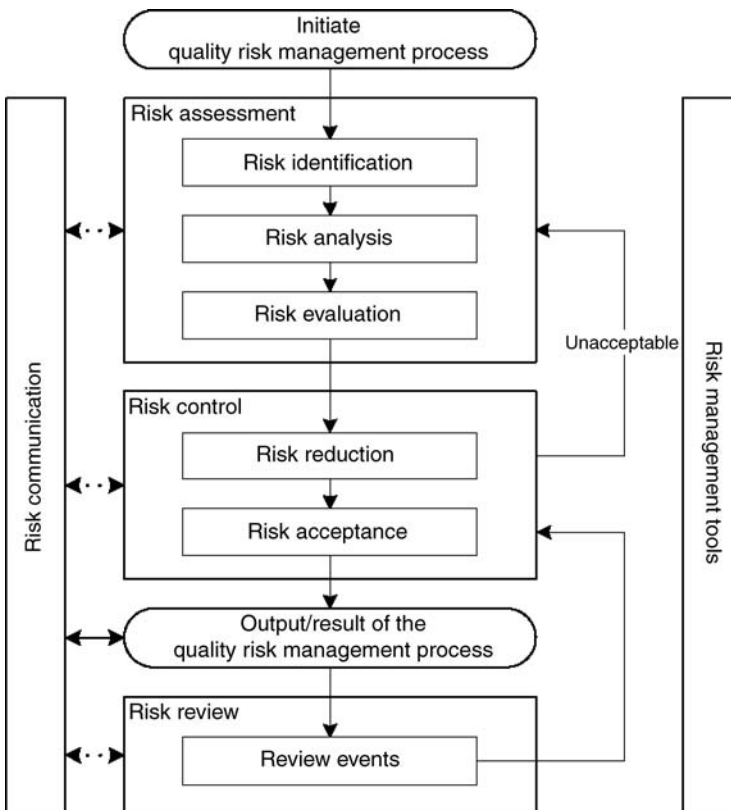 Initiate
quality risk management process
Risk assessment
Risk identification
Risk analysis
Risk evaluation
Unacceptable
Risk control
Risk reduction
Risk acceptance
Output/result of the
quality risk management process
Risk review
Review events
Risk communication
Risk management tools